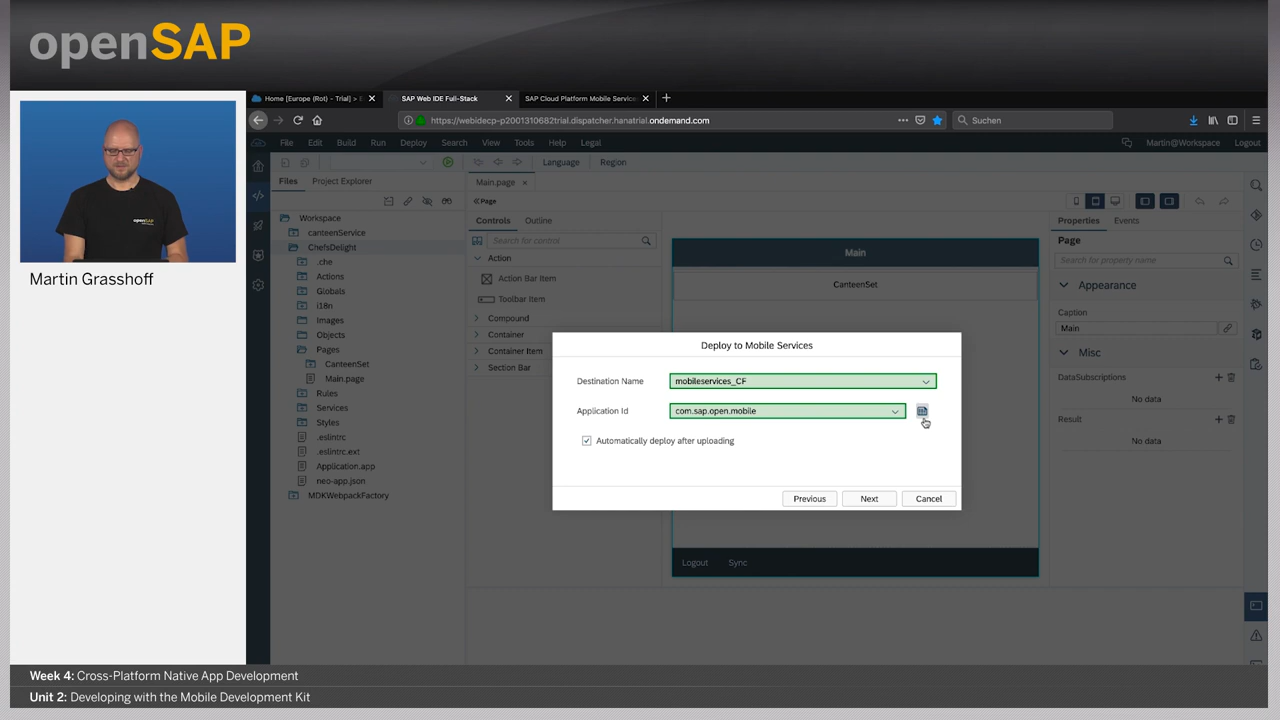 openSAP
Home [Europe (Rot) - Trial] >
SAP Web IDE Full-Stack
SAP Cloud Platform Mobile Service
https://webidecp-p2001310682trial.dispatcher.hanatrial.ondemand.com
Suchen
File Edit Build Run Deploy Search View Tools Help Legal
Martin@Workspace Logout
Language Region
Files Project Explorer
Main.page
Page
Controls Outline
Search for control
Action
Action Bar Item
Toolbar Item
Compound
Container
Container Item
Section Bar
Workspace
canteenService
ChefsDelight
.che
Actions
Globals
i18n
Images
Objects
Pages
CanteenSet
Main.page
Rules
Services
Styles
.eslintrc
.eslintrc.ext
Application.app
neo-app.json
MDKWebpackFactory
Main
CanteenSet
Logout Sync
Deploy to Mobile Services
Destination Name mobileservices_CF
Application Id com.sap.open.mobile
Automatically deploy after uploading
Previous Next Cancel
Properties Events
Page
Search for property name
Appearance
Caption
Main
Misc
DataSubscriptions
No data
Result
No data
openSAP
Martin Grasshoff
Week 4: Cross-Platform Native App Development
Unit 2: Developing with the Mobile Development Kit